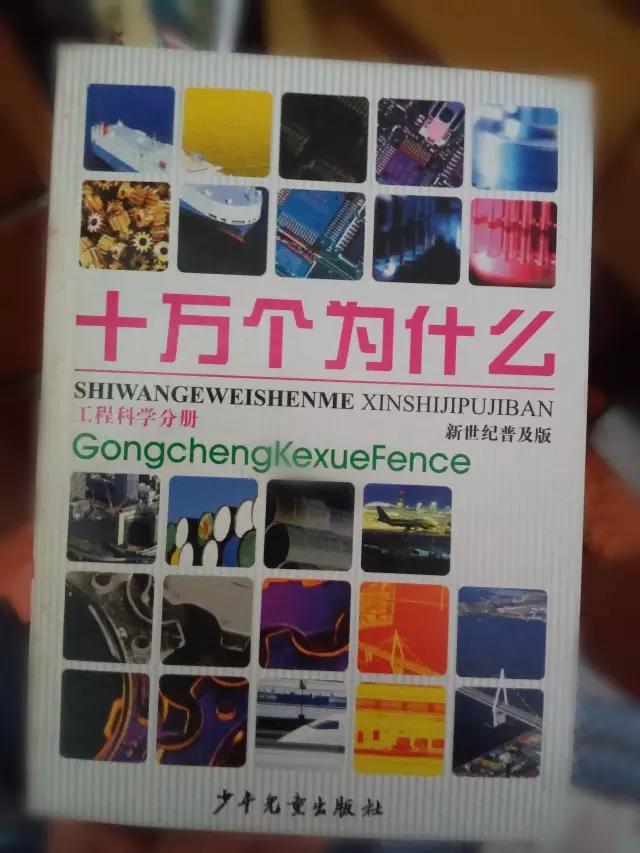 十万个为什么
SHIWANGEWEISHENME XINSHIJIPUJIBAN
工程科学分册
新世纪普及版
GongchengKexueFence
少年儿童出版社